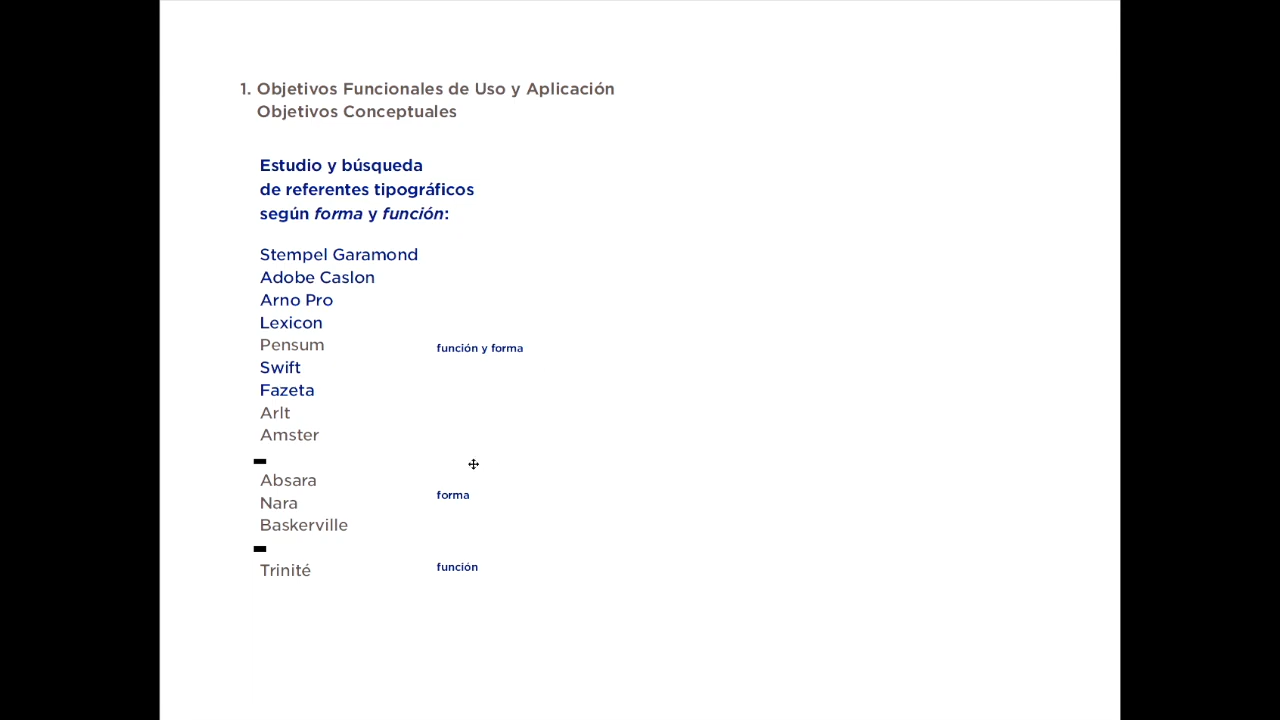 1. Objetivos Funcionales de Uso y Aplicación
Objetivos Conceptuales
Estudio y búsqueda
de referentes tipográficos
según forma y función:
Stempel Garamond
Adobe Caslon
Arno Pro
Lexicon
Pensum
función y forma
Swift
Fazeta
Arlt
Amster
Absara
forma
Nara
Baskerville
Trinité
función